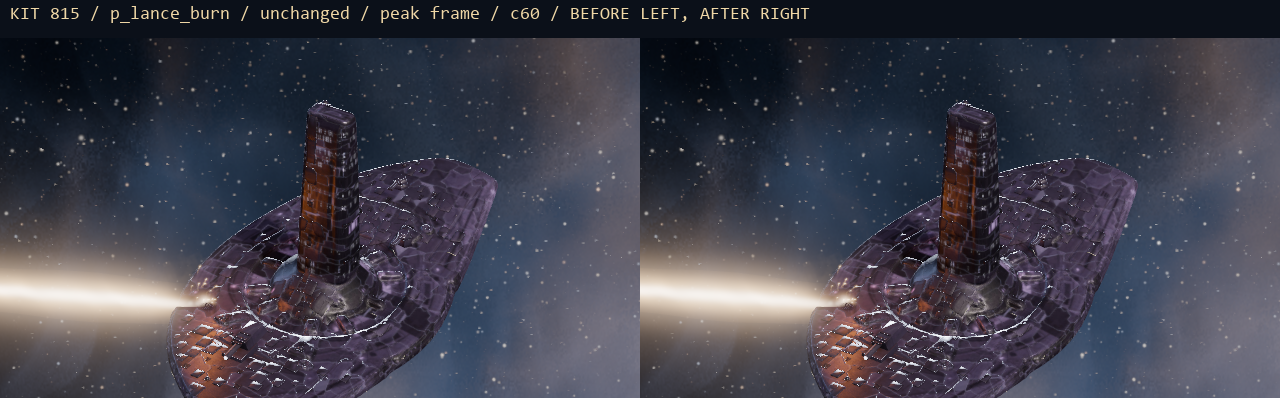 KIT 815 / p_lance_burn / unchanged / peak frame / c60 / BEFORE LEFT, AFTER RIGHT